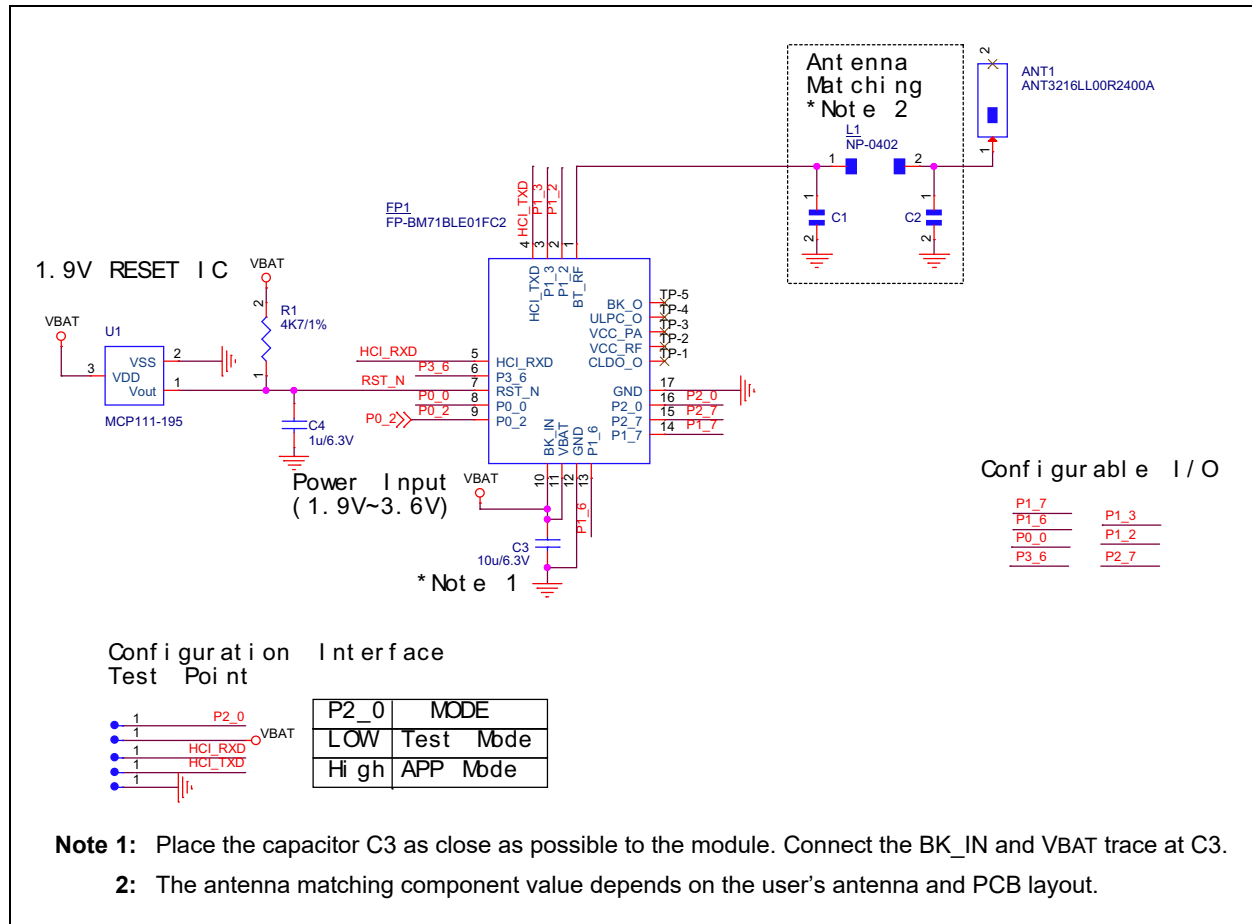 Antenna
Matching
*Note 2
2
ANT1
ANT3216LL00R2400A
1
L1
NP-0402
1
2
1
C1
2
1
C2
2
FP1
FP-BM71BLE01FC2
HCI_TXD
P1_3
P1_2
4
3
2
1
HCI_TXD
P1_3
P1_2
BT_RF
1.9V RESET IC
VBAT
2
R1
4K7/1%
1
VBAT
U1
3
VDD
VSS
2
Vout
1
MCP111-195
C4
1u/6.3V
HCI_RXD
5
HCI_RXD
P3_6
6
P3_6
RST_N
7
RST_N
P0_0
8
P0_0
P0_2
P0_2
9
P0_2
BK_O
TP-5
ULPC_O
TP-4
VCC_PA
TP-3
VCC_RF
TP-2
CLDO_O
TP-1
GND
17
P2_0
16
P2_0
P2_7
15
P2_7
P1_7
14
P1_7
BK_IN
VBAT
GND
P1_6
10
11
12
13
P1_6
Power Input
(1.9V~3.6V)
VBAT
C3
10u/6.3V
*Note 1
Configurable I/O
P1_7
P1_6
P0_0
P3_6
P1_3
P1_2
P2_7
Configuration Interface
Test Point
1
P2_0
1
VBAT
1
HCI_RXD
1
HCI_TXD
1
P2_0 MODE
LOW Test Mode
High APP Mode
Note 1: Place the capacitor C3 as close as possible to the module. Connect the BK_IN and VBAT trace at C3.
2: The antenna matching component value depends on the user's antenna and PCB layout.